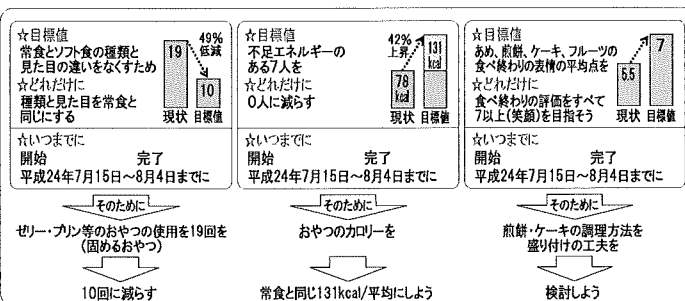 ☆目標値
常食とソフト食の種類と
見た目の違いをなくすため
☆どれだけに
種類と見た目を常食と
同じにする
49%
低減
19
10
現状 目標値
☆いつまでに
開始 完了
平成24年7月15日~8月4日までに
そのために
ゼリー・プリン等のおやつの使用を19回を
(固めるおやつ)
10回に減らす
☆目標値
不足エネルギーの
ある7人を
☆どれだけに
0人に減らす
42%
上昇
78
kcal
131
kcal
現状 目標値
☆いつまでに
開始 完了
平成24年7月15日~8月4日までに
そのために
おやつのカロリーを
常食と同じ131kcal/平均にしよう
☆目標値
あめ、煎餅、ケーキ、フルーツの
食べ終わりの表情の平均点を
☆どれだけに
食べ終わりの評価をすべて
7以上(笑顔)を目指そう
5.5
7
現状 目標値
☆いつまでに
開始 完了
平成24年7月15日~8月4日までに
そのために
煎餅・ケーキの調理方法を
盛り付けの工夫を
検討しよう